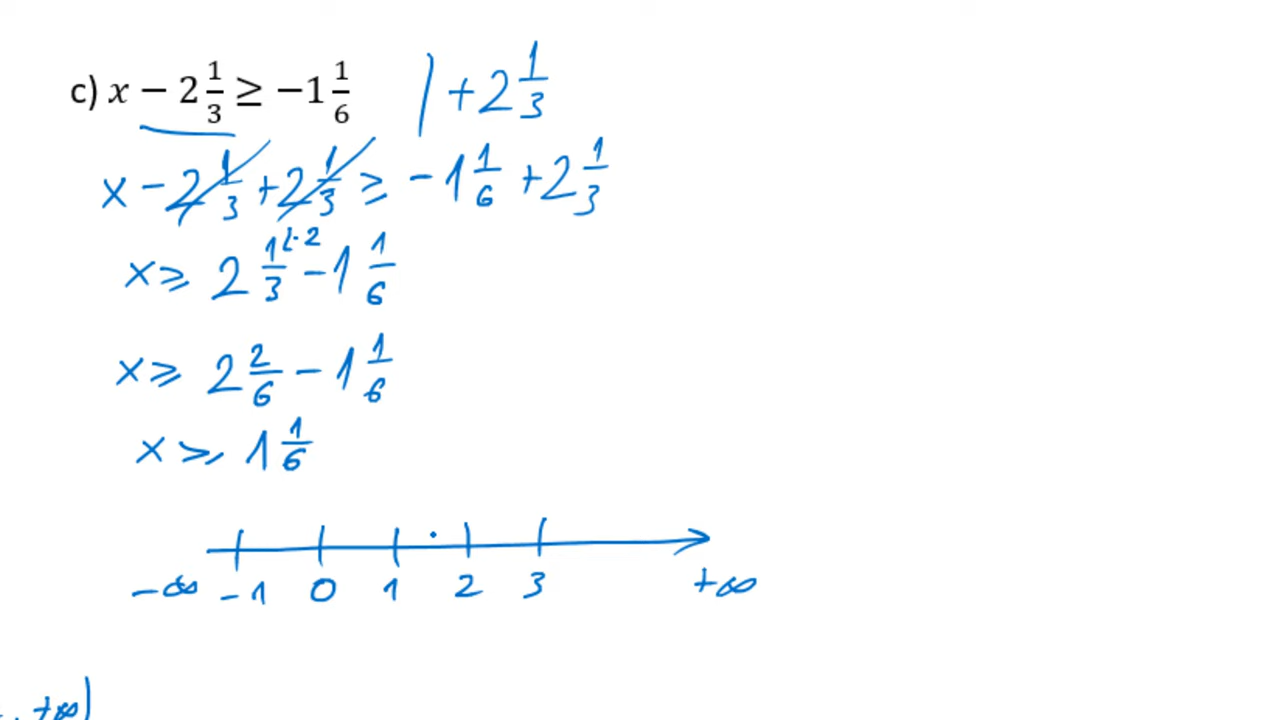 c) x − 2 1/3 ≥ −1 1/6 | +2 1/3
x − 2 1/3 + 2 1/3 ≥ −1 1/6 + 2 1/3
x ≥ 2 1/3 |·2 − 1 1/6
x ≥ 2 2/6 − 1 1/6
x ≥ 1 1/6
−∞ −1 0 1 2 3 +∞
, +∞)